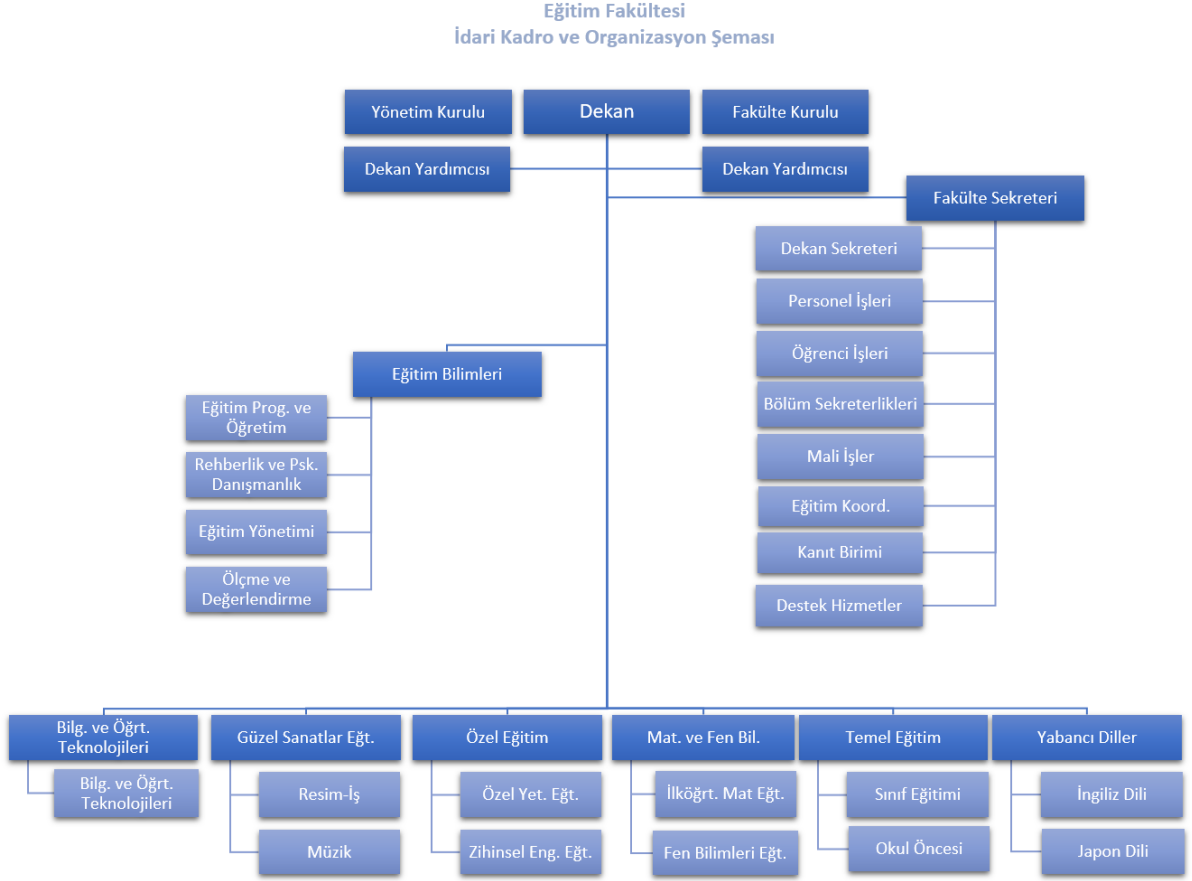 Eğitim Fakültesi
İdari Kadro ve Organizasyon Şeması
Yönetim Kurulu
Dekan
Fakülte Kurulu
Dekan Yardımcısı
Dekan Yardımcısı
Fakülte Sekreteri
Dekan Sekreteri
Personel İşleri
Öğrenci İşleri
Bölüm Sekreterlikleri
Mali İşler
Eğitim Koord.
Kanıt Birimi
Destek Hizmetler
Eğitim Bilimleri
Eğitim Prog. ve
Öğretim
Rehberlik ve Psk.
Danışmanlık
Eğitim Yönetimi
Ölçme ve
Değerlendirme
Bilg. ve Öğrt.
Teknolojileri
Bilg. ve Öğrt.
Teknolojileri
Güzel Sanatlar Eğt.
Resim-İş
Müzik
Özel Eğitim
Özel Yet. Eğt.
Zihinsel Eng. Eğt.
Mat. ve Fen Bil.
İlköğrt. Mat Eğt.
Fen Bilimleri Eğt.
Temel Eğitim
Sınıf Eğitimi
Okul Öncesi
Yabancı Diller
İngiliz Dili
Japon Dili